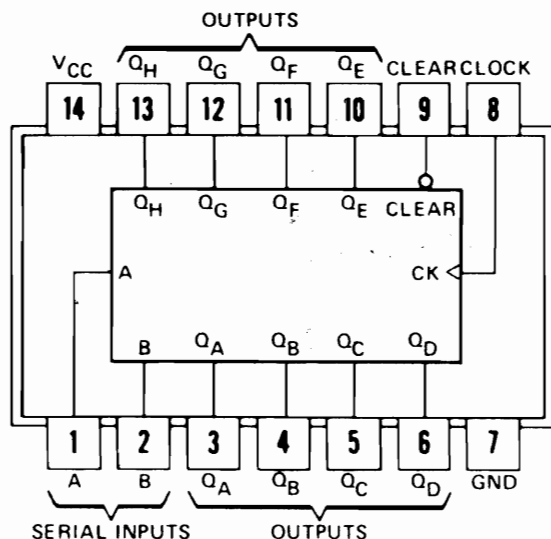 OUTPUTS
VCC QH QG QF QE CLEAR CLOCK
14 13 12 11 10 9 8
QH QG QF QE CLEAR
A CK
B QA QB QC QD
1 2 3 4 5 6 7
A B QA QB QC QD GND
SERIAL INPUTS OUTPUTS